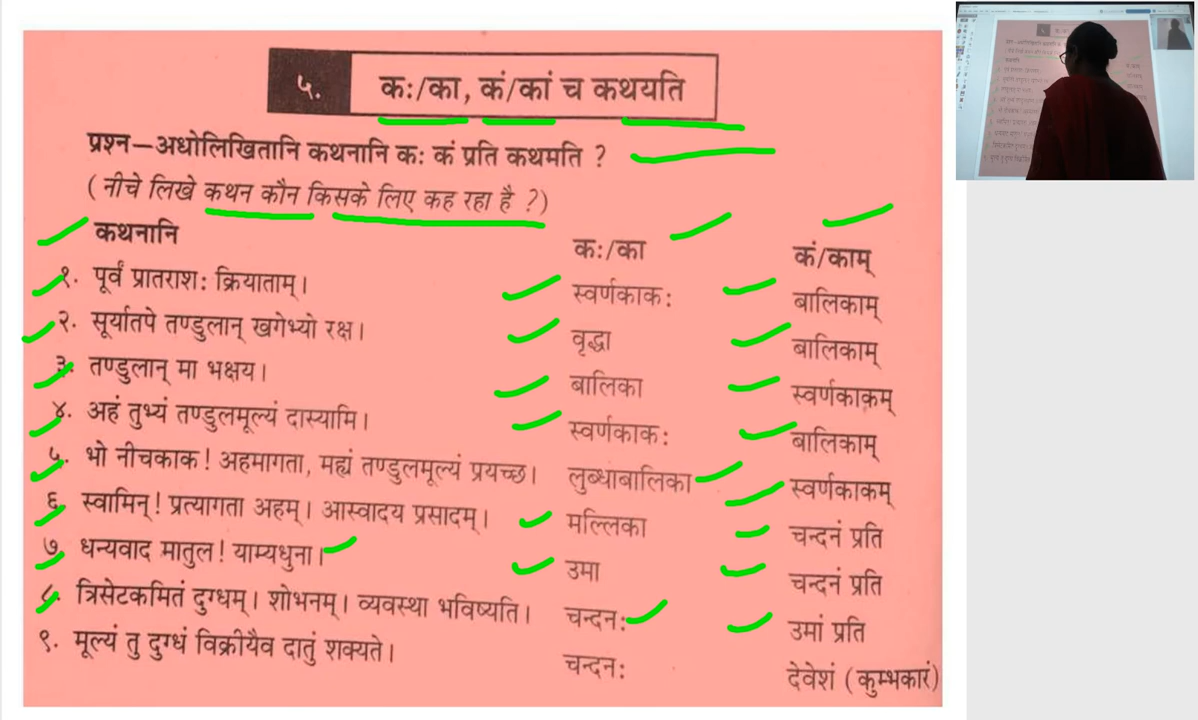 ५.
कः/का, कं/कां च कथयति
प्रश्न—अधोलिखितानि कथनानि कः कं प्रति कथमति ?
(नीचे लिखे कथन कौन किसके लिए कह रहा है ?)
कथनानि कः/का कं/काम्
१. पूर्वं प्रातराशः क्रियाताम्। स्वर्णकाकः बालिकाम्
२. सूर्यातपे तण्डुलान् खगेभ्यो रक्ष। वृद्धा बालिकाम्
३. तण्डुलान् मा भक्षय। बालिका स्वर्णकाकम्
४. अहं तुभ्यं तण्डुलमूल्यं दास्यामि। स्वर्णकाकः बालिकाम्
५. भो नीचकाक! अहमागता, मह्यं तण्डुलमूल्यं प्रयच्छ। लुब्धाबालिका स्वर्णकाकम्
६. स्वामिन्! प्रत्यागता अहम्। आस्वादय प्रसादम्। मल्लिका चन्दनं प्रति
७. धन्यवाद मातुल! याम्यधुना। उमा चन्दनं प्रति
८. त्रिसेटकमितं दुग्धम्। शोभनम्। व्यवस्था भविष्यति। चन्दनः उमां प्रति
९. मूल्यं तु दुग्धं विक्रीयैव दातुं शक्यते। चन्दनः देवेशं (कुम्भकारं)